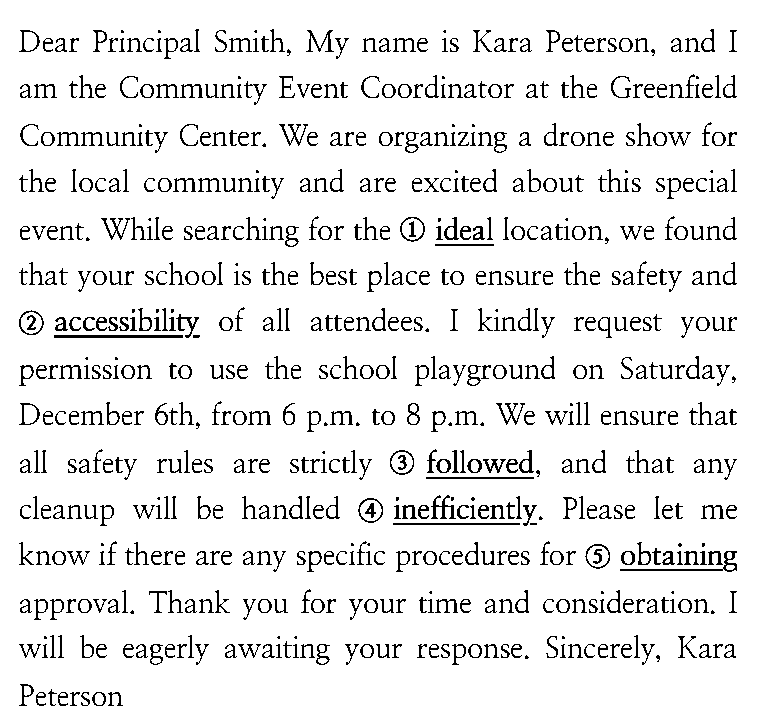 Dear Principal Smith, My name is Kara Peterson, and I
am the Community Event Coordinator at the Greenfield
Community Center. We are organizing a drone show for
the local community and are excited about this special
event. While searching for the ① ideal location, we found
that your school is the best place to ensure the safety and
② accessibility of all attendees. I kindly request your
permission to use the school playground on Saturday,
December 6th, from 6 p.m. to 8 p.m. We will ensure that
all safety rules are strictly ③ followed, and that any
cleanup will be handled ④ inefficiently. Please let me
know if there are any specific procedures for ⑤ obtaining
approval. Thank you for your time and consideration. I
will be eagerly awaiting your response. Sincerely, Kara
Peterson